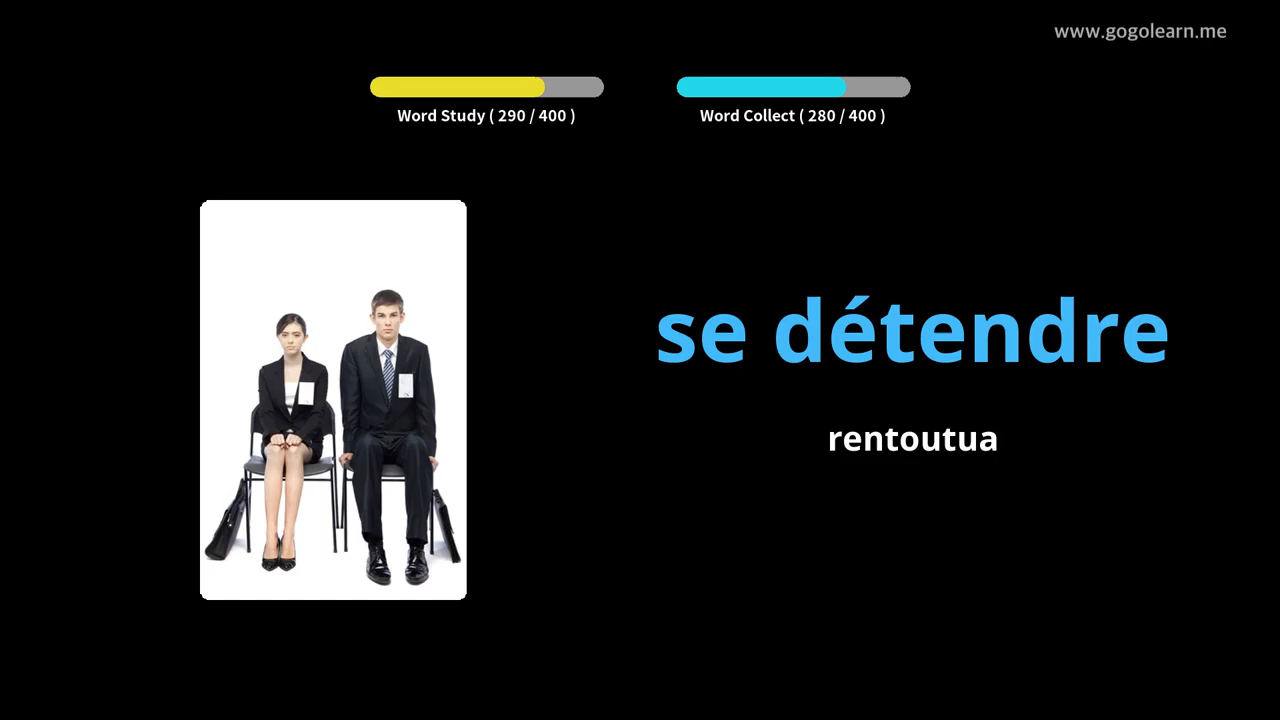 www.gogolearn.me
Word Study ( 290 / 400 )
Word Collect ( 280 / 400 )
se détendre
rentoutua